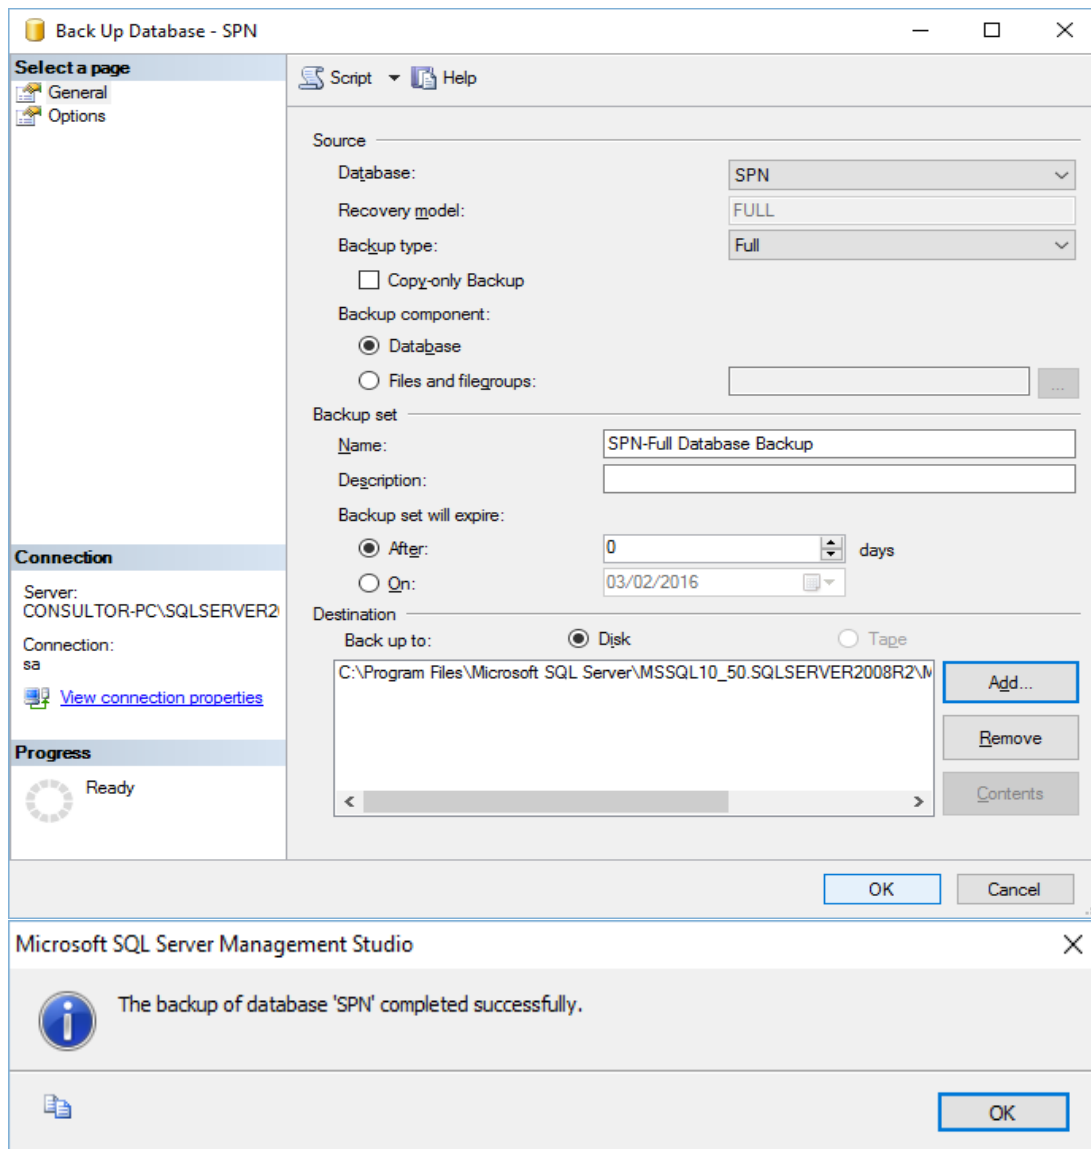 Back Up Database - SPN
Select a page
General
Options
Script
Help
Source
Database:
SPN
Recovery model:
FULL
Backup type:
Full
Copy-only Backup
Backup component:
Database
Files and filegroups:
...
Backup set
Name:
SPN-Full Database Backup
Description:
Backup set will expire:
After:
0
days
On:
03/02/2016
Connection
Server:
CONSULTOR-PC\SQLSERVER2
Connection:
sa
View connection properties
Progress
Ready
Destination
Back up to:
Disk
Tape
C:\Program Files\Microsoft SQL Server\MSSQL10_50.SQLSERVER2008R2\M
Add...
Remove
Contents
OK
Cancel
Microsoft SQL Server Management Studio
The backup of database 'SPN' completed successfully.
OK